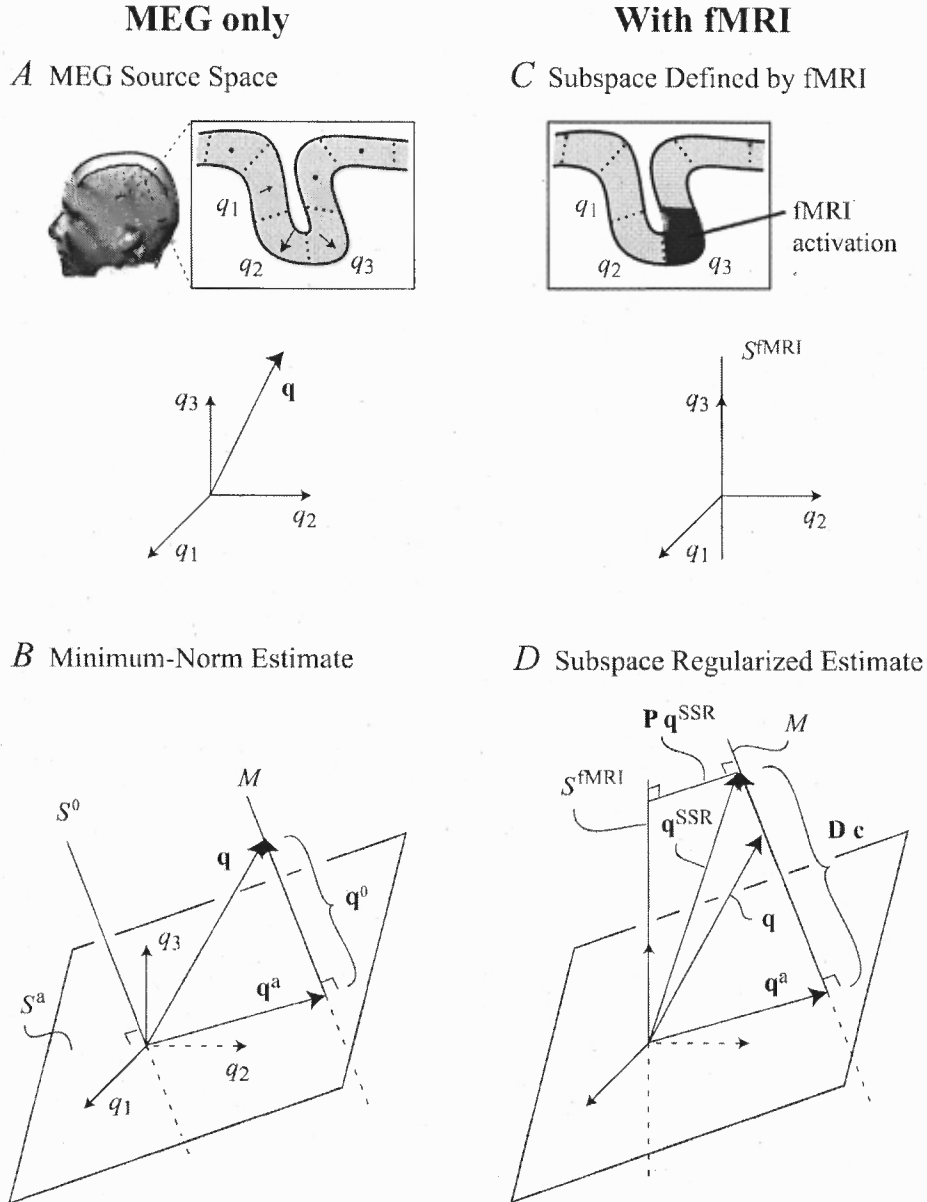 MEG only
With fMRI
A MEG Source Space
C Subspace Defined by fMRI
q1
q2
q3
q1
q2
q3
fMRI
activation
q3
q
q2
q1
SfMRI
q3
q2
q1
B Minimum-Norm Estimate
D Subspace Regularized Estimate
S0
M
q
q0
q3
qa
Sa
q2
q1
P qSSR
M
SfMRI
qSSR
D c
q
qa